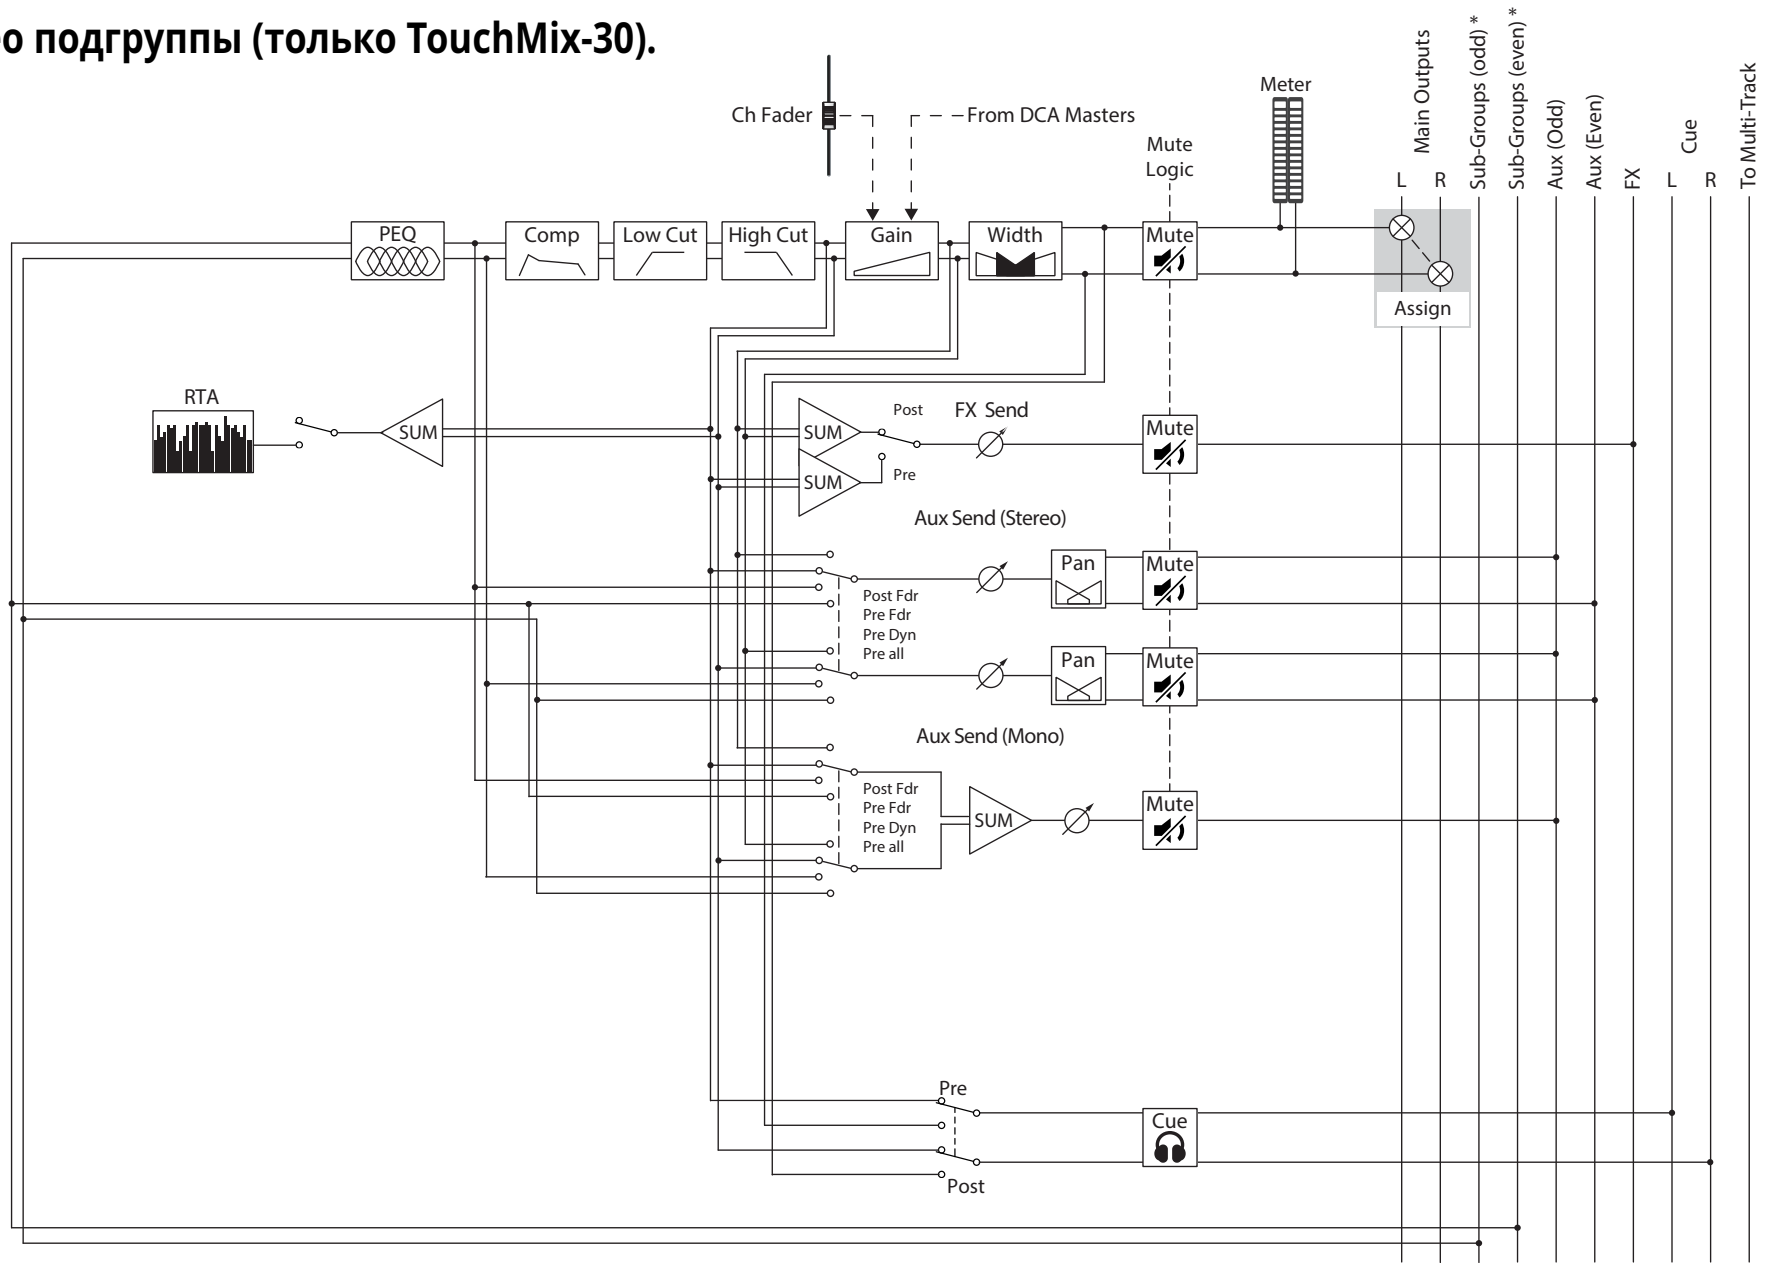 о подгруппы (только TouchMix-30).
Main Outputs
Sub-Groups (odd) *
Sub-Groups (even) *
Aux (Odd)
Aux (Even)
FX
Cue
To Multi-Track
L
R
L
R
Meter
Ch Fader
From DCA Masters
Mute
Logic
PEQ
Comp
Low Cut
High Cut
Gain
Width
Mute
Assign
RTA
SUM
SUM
Post
FX Send
Mute
SUM
Pre
Aux Send (Stereo)
Pan
Mute
Post Fdr
Pre Fdr
Pre Dyn
Pre all
Pan
Mute
Aux Send (Mono)
Post Fdr
Pre Fdr
Pre Dyn
Pre all
SUM
Mute
Pre
Cue
Post